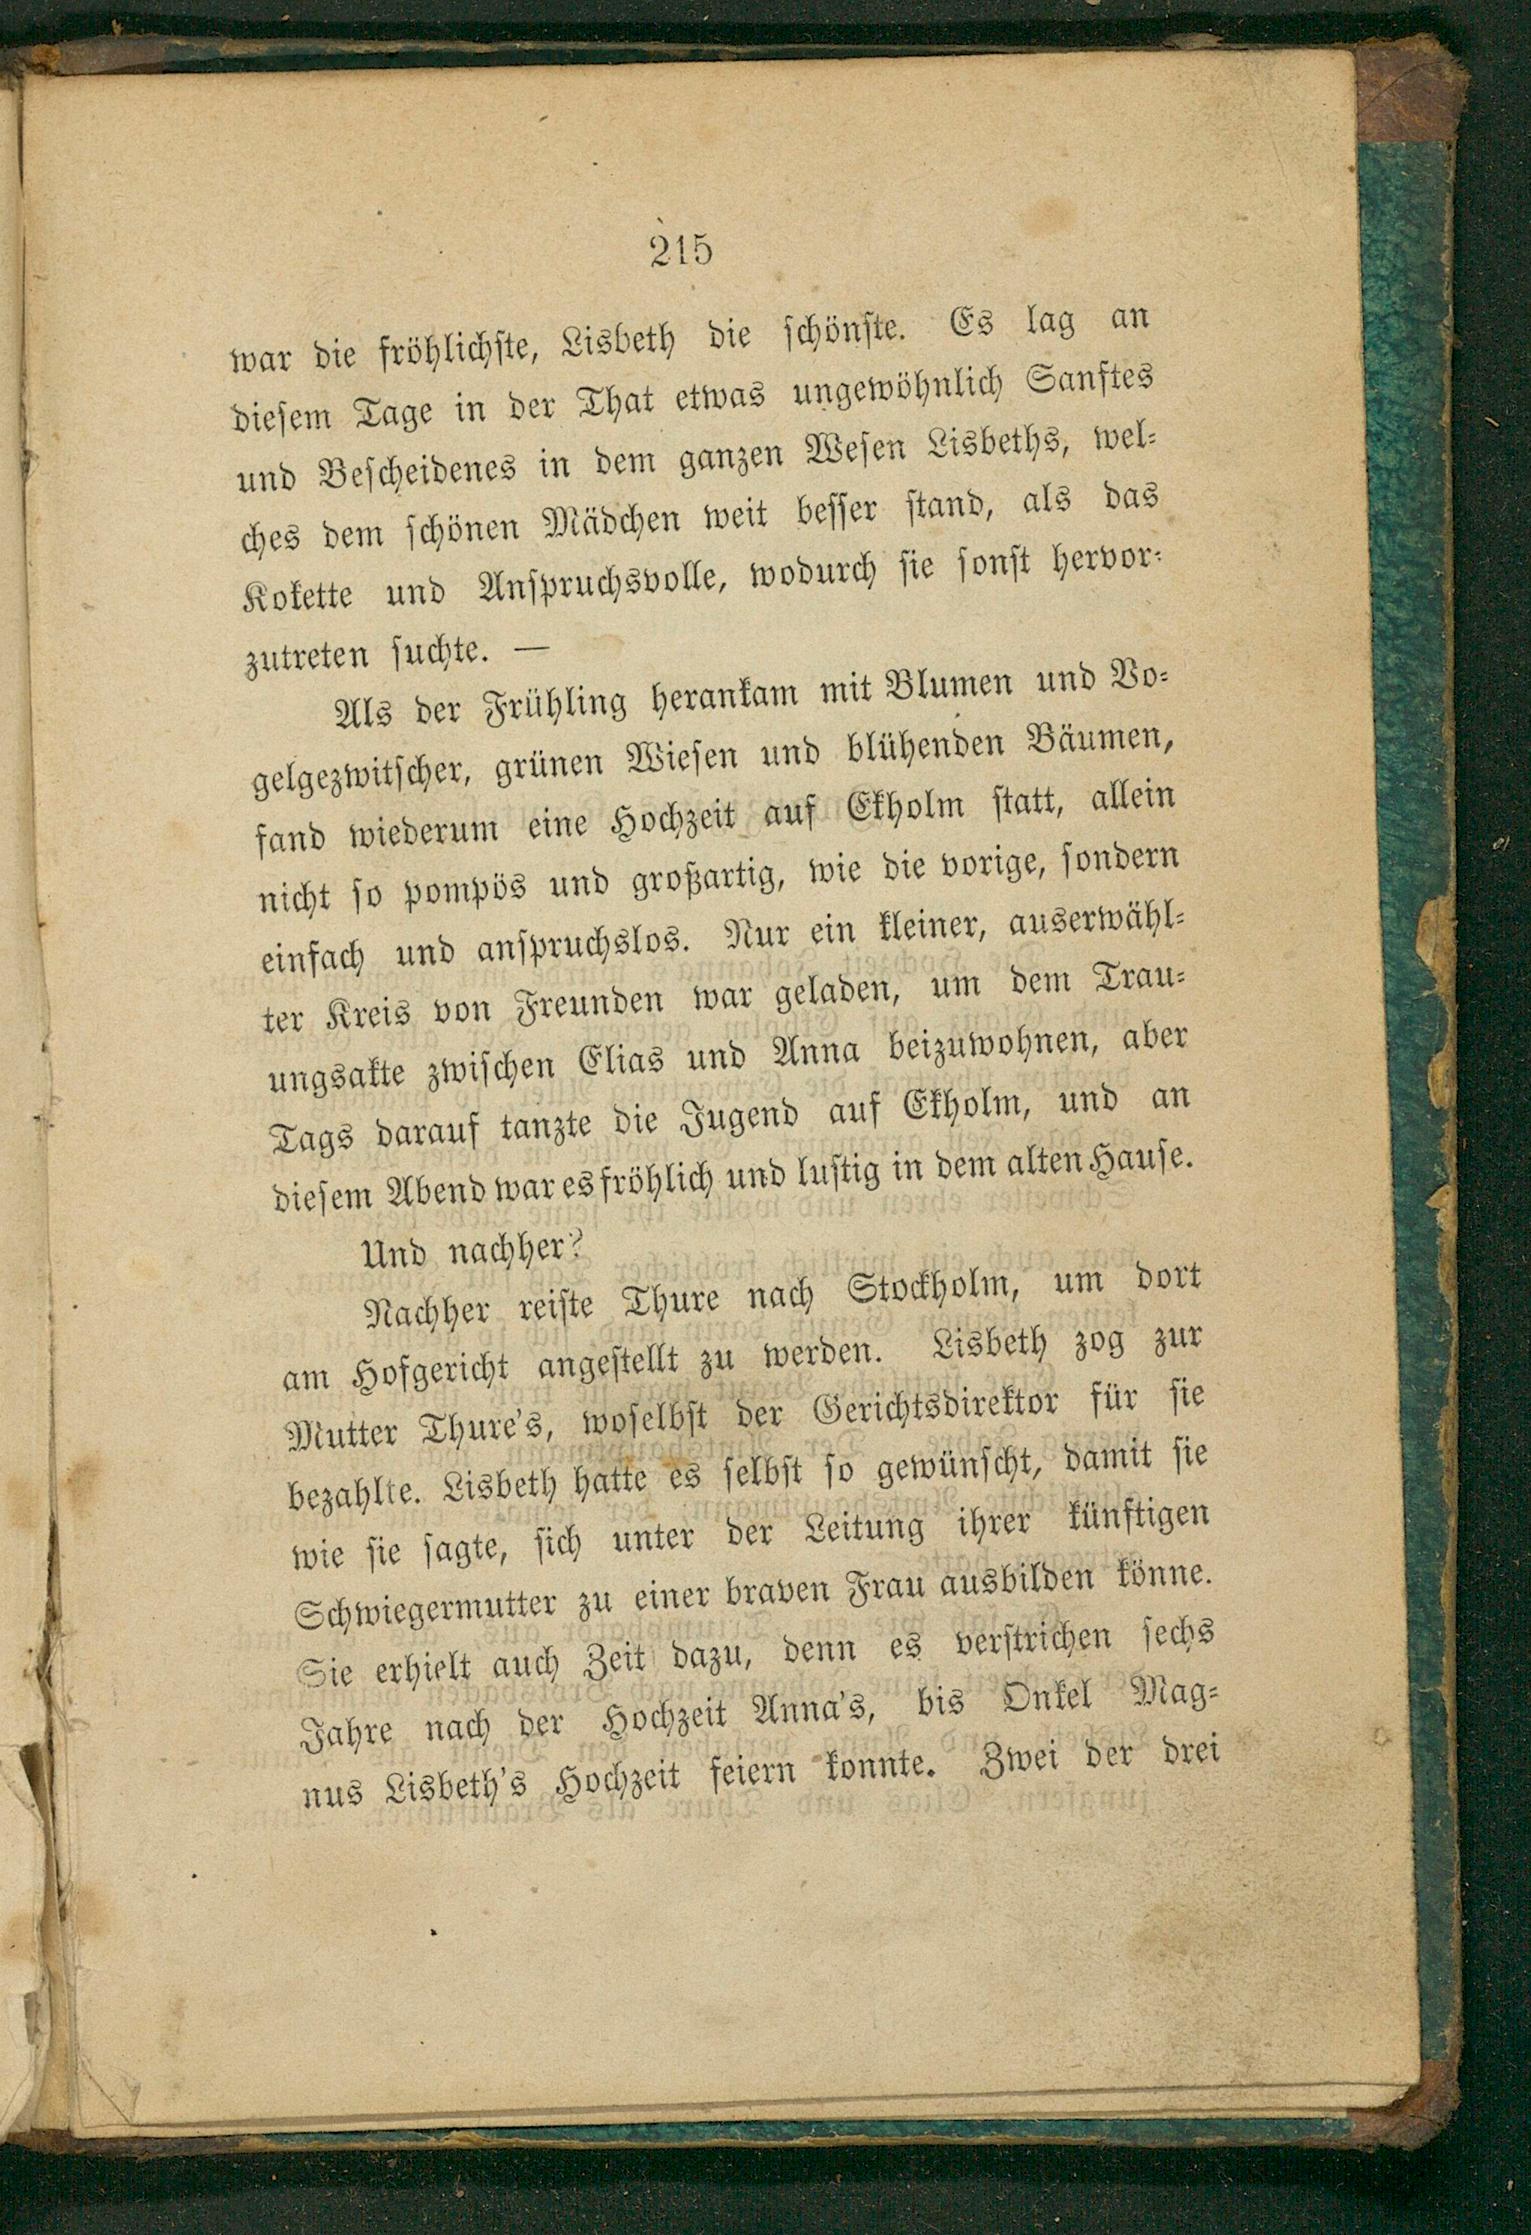 215
war die fröhlichste, Lisbeth die schönste. Es lag an
diesem Tage in der That etwas ungewöhnlich Sanftes
und Bescheidenes in dem ganzen Wesen Lisbeths, wel-
ches dem schönen Mädchen weit besser stand, als das
Kokette und Anspruchsvolle, wodurch sie sonst hervor-
zutreten suchte. —
Als der Frühling herankam mit Blumen und Vo-
gelgezwitscher, grünen Wiesen und blühenden Bäumen,
fand wiederum eine Hochzeit auf Ekholm statt, allein
nicht so pompös und großartig, wie die vorige, sondern
einfach und anspruchslos. Nur ein kleiner, auserwähl-
ter Kreis von Freunden war geladen, um dem Trau-
ungsakte zwischen Elias und Anna beizuwohnen, aber
Tags darauf tanzte die Jugend auf Ekholm, und an
diesem Abend war es fröhlich und lustig in dem alten Hause.
Und nachher?
Nachher reiste Thure nach Stockholm, um dort
am Hofgericht angestellt zu werden. Lisbeth zog zur
Mutter Thure's, woselbst der Gerichtsdirektor für sie
bezahlte. Lisbeth hatte es selbst so gewünscht, damit sie
wie sie sagte, sich unter der Leitung ihrer künftigen
Schwiegermutter zu einer braven Frau ausbilden könne.
Sie erhielt auch Zeit dazu, denn es verstrichen sechs
Jahre nach der Hochzeit Anna's, bis Onkel Mag-
nus Lisbeth's Hochzeit feiern konnte. Zwei der drei